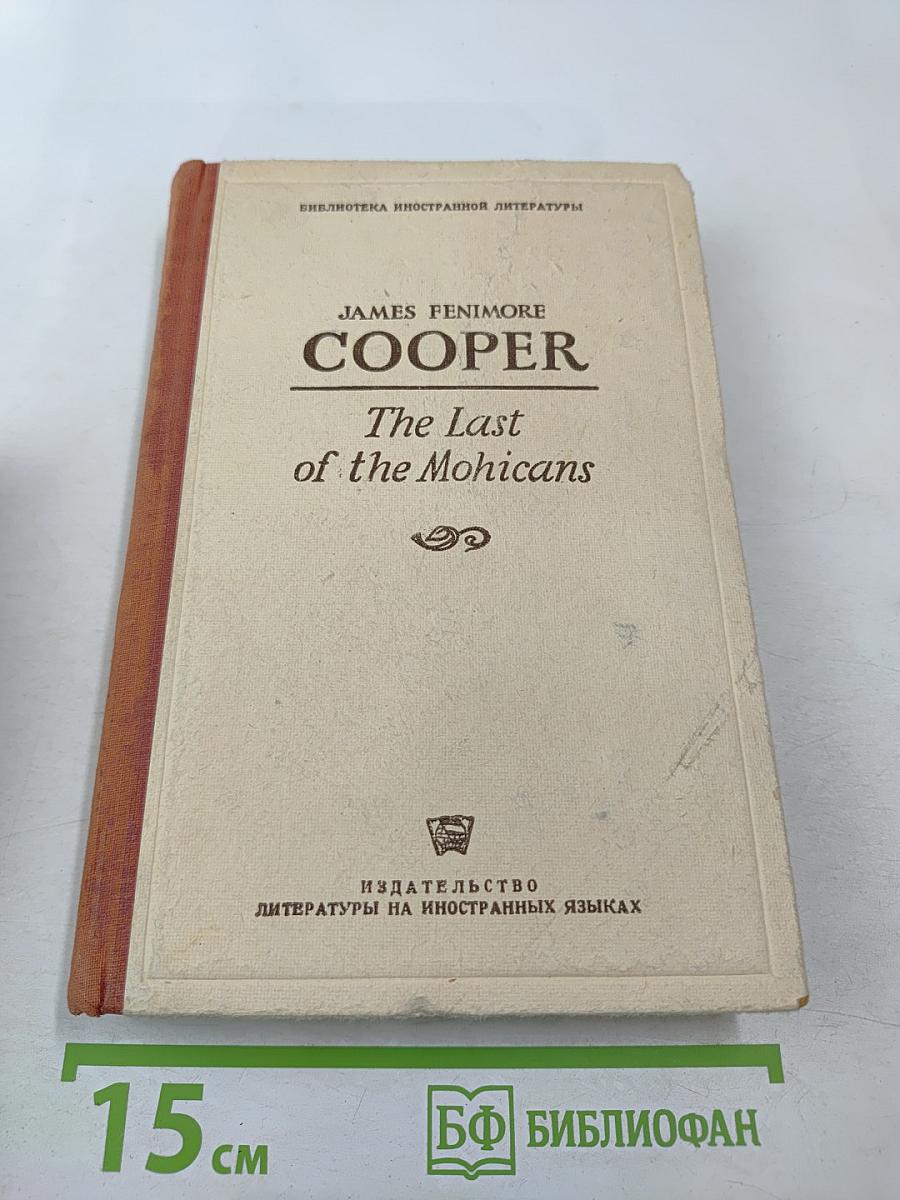 БИБЛИОТЕКА ИНОСТРАННОЙ ЛИТЕРАТУРЫ
JAMES FENIMORE
COOPER
The Last
of the Mohicans
ИЗДАТЕЛЬСТВО
ЛИТЕРАТУРЫ НА ИНОСТРАННЫХ ЯЗЫКАХ
15 см
БФ БИБЛИОФАН